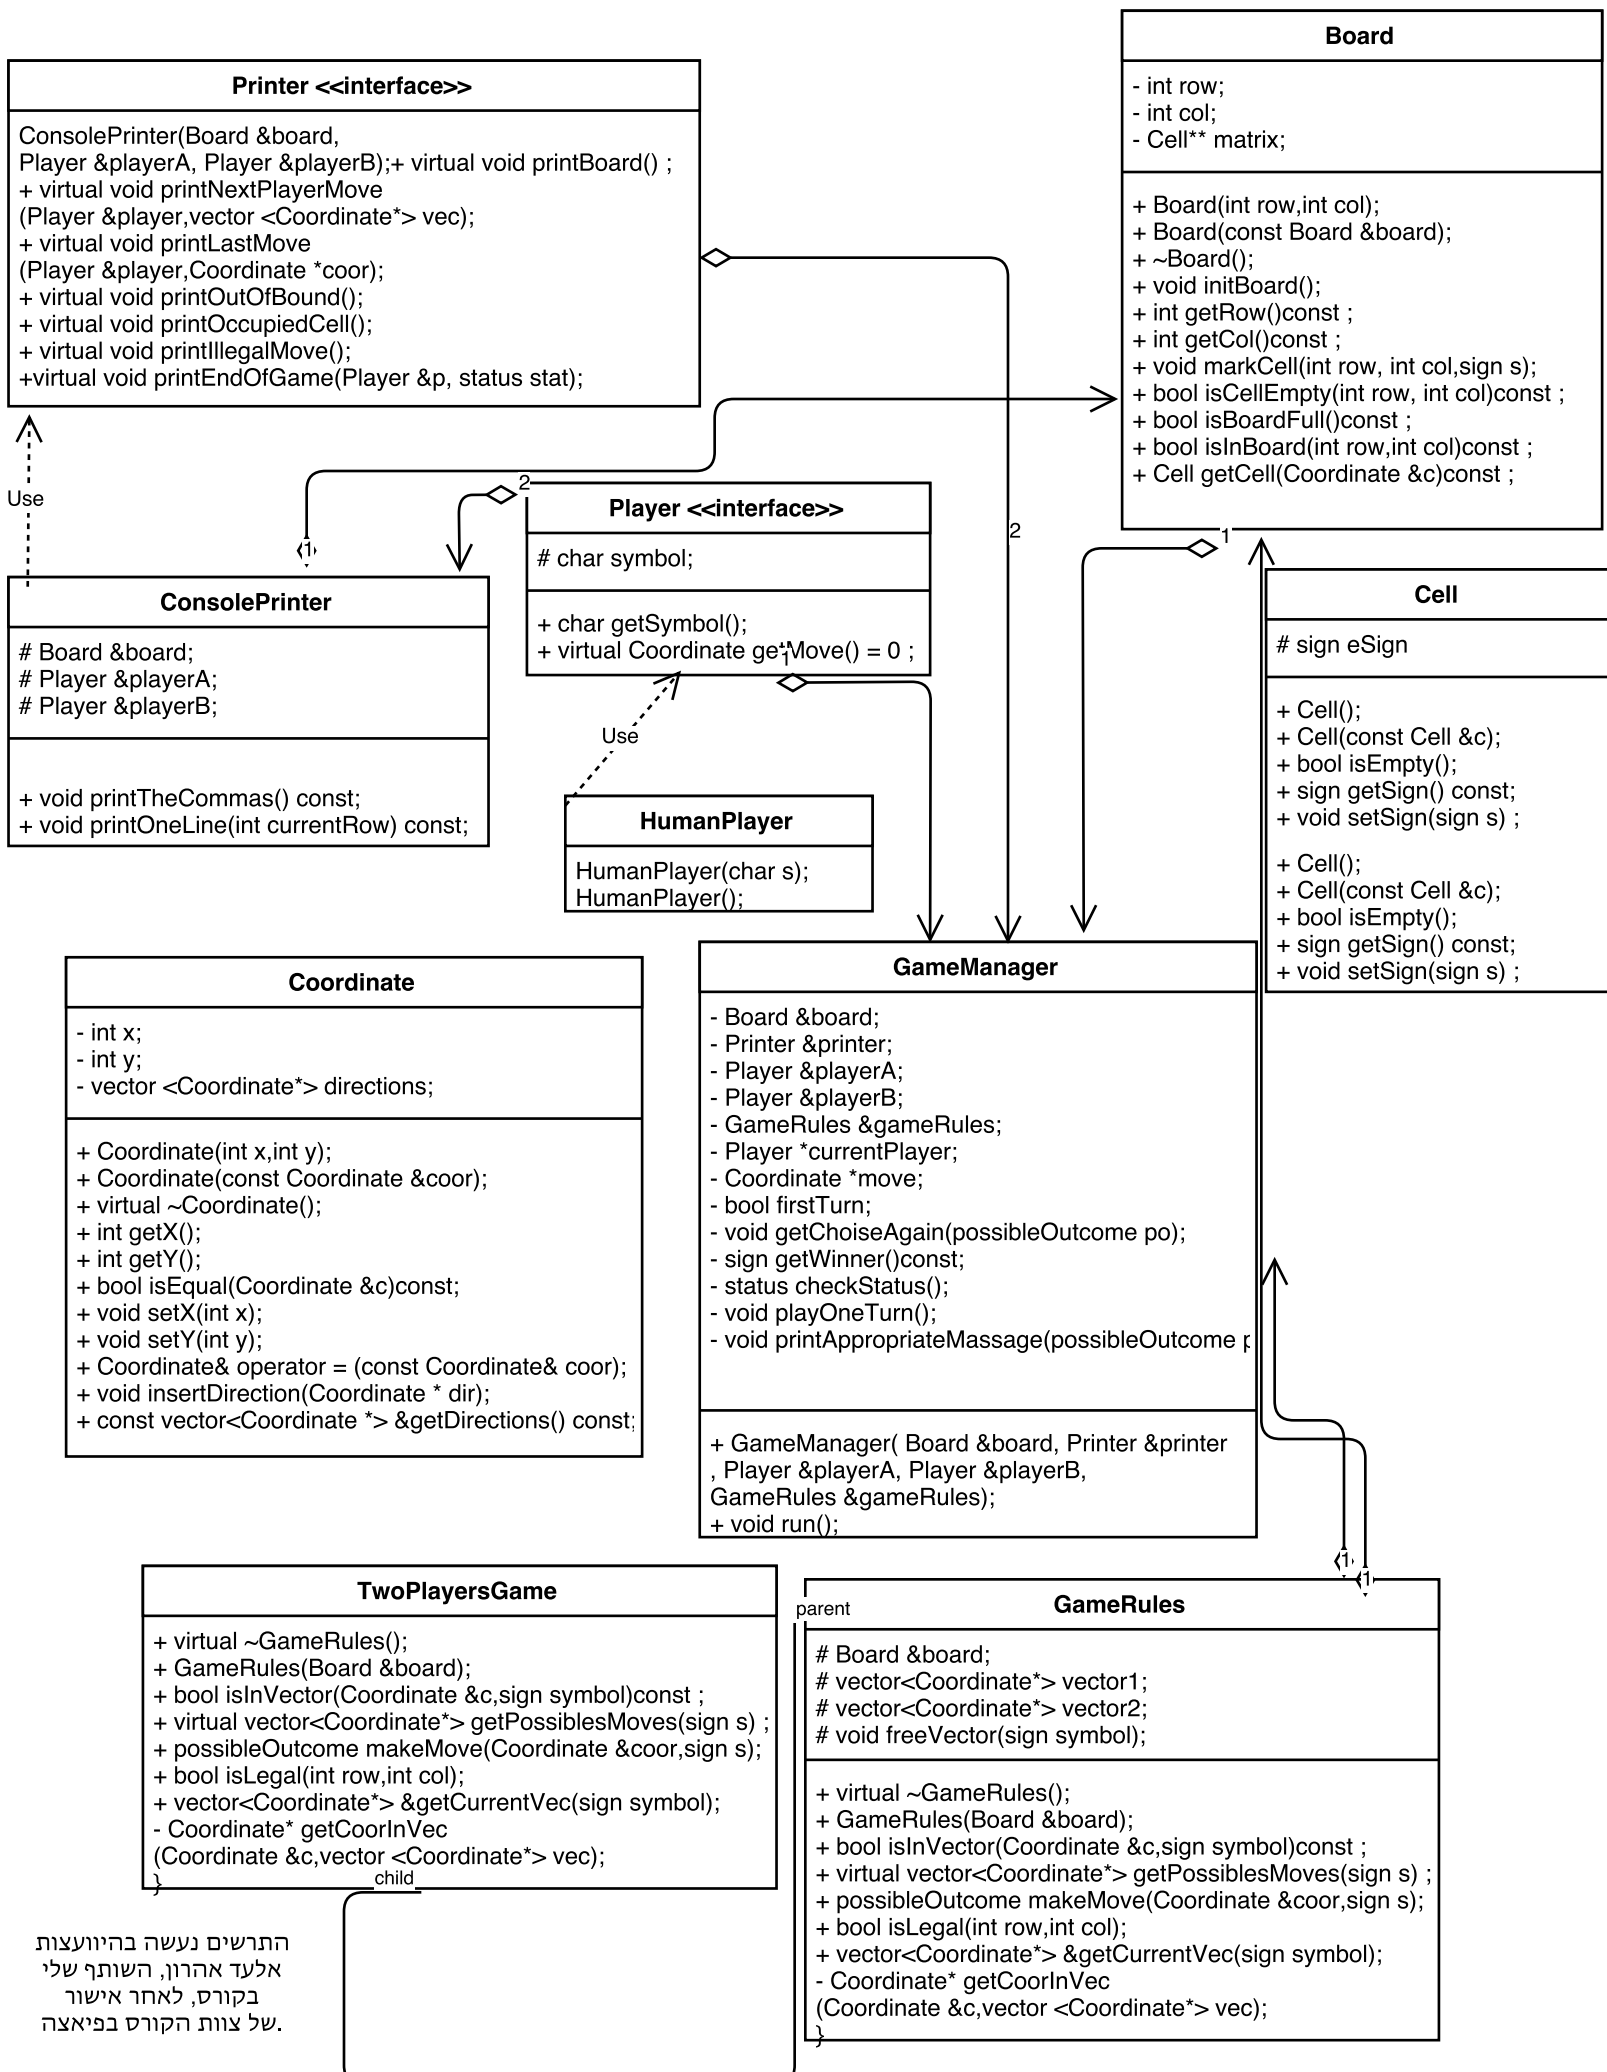 Printer <<interface>>
ConsolePrinter(Board &board,
Player &playerA, Player &playerB);+ virtual void printBoard() ;
+ virtual void printNextPlayerMove
(Player &player,vector <Coordinate*> vec);
+ virtual void printLastMove
(Player &player,Coordinate *coor);
+ virtual void printOutOfBound();
+ virtual void printOccupiedCell();
+ virtual void printIllegalMove();
+virtual void printEndOfGame(Player &p, status stat);
Board
- int row;
- int col;
- Cell** matrix;
+ Board(int row,int col);
+ Board(const Board &board);
+ ~Board();
+ void initBoard();
+ int getRow()const ;
+ int getCol()const ;
+ void markCell(int row, int col,sign s);
+ bool isCellEmpty(int row, int col)const ;
+ bool isBoardFull()const ;
+ bool isInBoard(int row,int col)const ;
+ Cell getCell(Coordinate &c)const ;
Use
1
2
2
1
Player <<interface>>
# char symbol;
+ char getSymbol();
+ virtual Coordinate getMove() = 0 ;
1
ConsolePrinter
# Board &board;
# Player &playerA;
# Player &playerB;
+ void printTheCommas() const;
+ void printOneLine(int currentRow) const;
Use
HumanPlayer
HumanPlayer(char s);
HumanPlayer();
Cell
# sign eSign
+ Cell();
+ Cell(const Cell &c);
+ bool isEmpty();
+ sign getSign() const;
+ void setSign(sign s) ;
+ Cell();
+ Cell(const Cell &c);
+ bool isEmpty();
+ sign getSign() const;
+ void setSign(sign s) ;
Coordinate
- int x;
- int y;
- vector <Coordinate*> directions;
+ Coordinate(int x,int y);
+ Coordinate(const Coordinate &coor);
+ virtual ~Coordinate();
+ int getX();
+ int getY();
+ bool isEqual(Coordinate &c)const;
+ void setX(int x);
+ void setY(int y);
+ Coordinate& operator = (const Coordinate& coor);
+ void insertDirection(Coordinate * dir);
+ const vector<Coordinate *> &getDirections() const;
GameManager
- Board &board;
- Printer &printer;
- Player &playerA;
- Player &playerB;
- GameRules &gameRules;
- Player *currentPlayer;
- Coordinate *move;
- bool firstTurn;
- void getChoiseAgain(possibleOutcome po);
- sign getWinner()const;
- status checkStatus();
- void playOneTurn();
- void printAppropriateMassage(possibleOutcome p
+ GameManager( Board &board, Printer &printer
, Player &playerA, Player &playerB,
GameRules &gameRules);
+ void run();
1
1
TwoPlayersGame
+ virtual ~GameRules();
+ GameRules(Board &board);
+ bool isInVector(Coordinate &c,sign symbol)const ;
+ virtual vector<Coordinate*> getPossiblesMoves(sign s) ;
+ possibleOutcome makeMove(Coordinate &coor,sign s);
+ bool isLegal(int row,int col);
+ vector<Coordinate*> &getCurrentVec(sign symbol);
- Coordinate* getCoorInVec
(Coordinate &c,vector <Coordinate*> vec);
}
child
parent
GameRules
# Board &board;
# vector<Coordinate*> vector1;
# vector<Coordinate*> vector2;
# void freeVector(sign symbol);
+ virtual ~GameRules();
+ GameRules(Board &board);
+ bool isInVector(Coordinate &c,sign symbol)const ;
+ virtual vector<Coordinate*> getPossiblesMoves(sign s) ;
+ possibleOutcome makeMove(Coordinate &coor,sign s);
+ bool isLegal(int row,int col);
+ vector<Coordinate*> &getCurrentVec(sign symbol);
- Coordinate* getCoorInVec
(Coordinate &c,vector <Coordinate*> vec);
}
התרשים נעשה בהיוועצות
אלעד אהרון, השותף שלי
בקורס, לאחר אישור
של צוות הקורס בפיאצה.